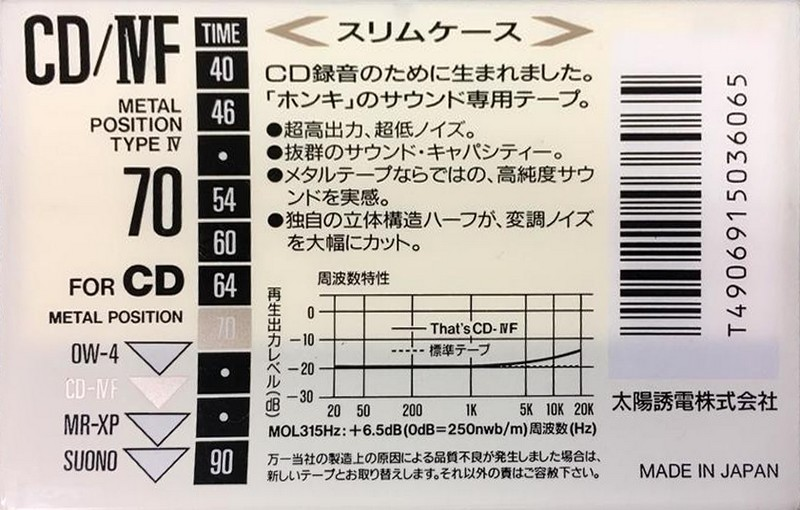 CD/ⅣF
METAL
POSITION
TYPE Ⅳ
70
FOR CD
METAL POSITION
OW-4
CD-ⅣF
MR-XP
SUONO
TIME
40
46
•
54
60
64
70
•
•
90
スリムケース
CD録音のために生まれました。
「ホンキ」のサウンド専用テープ。
●超高出力、超低ノイズ。
●抜群のサウンド・キャパシティー。
●メタルテープならではの、高純度サウ
ンドを実感。
●独自の立体構造ハーフが、変調ノイズ
を大幅にカット。
周波数特性
再生出力レベル(dB)
0
-10
-20
-30
That's CD-ⅣF
標準テープ
20 50 200 1K 5K 10K 20K
MOL315Hz:+6.5dB(0dB=250nwb/m)周波数(Hz)
万一当社の製造上の原因による品質不良が発生しました場合は、
新しいテープとお取り替えします。それ以外の責はご容赦下さい。
T4906915036065
太陽誘電株式会社
MADE IN JAPAN